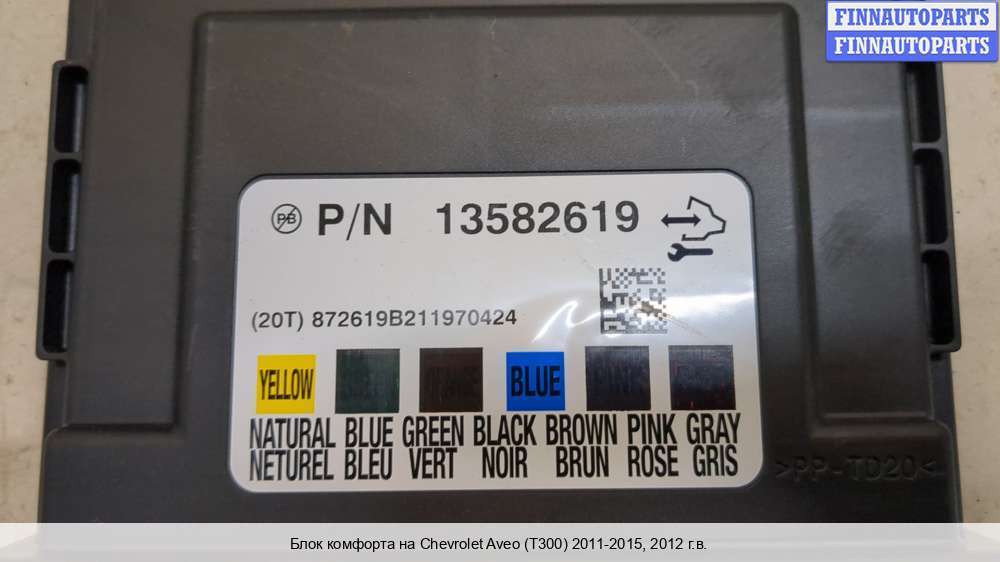 FINNAUTOPARTS
FINNAUTOPARTS
PB P/N 13582619
(20T) 872619B211970424
YELLOW BLUE
NATURAL BLUE GREEN BLACK BROWN PINK GRAY
NETUREL BLEU VERT NOIR BRUN ROSE GRIS
>PP-TD20<
Блок комфорта на Chevrolet Aveo (T300) 2011-2015, 2012 г.в.